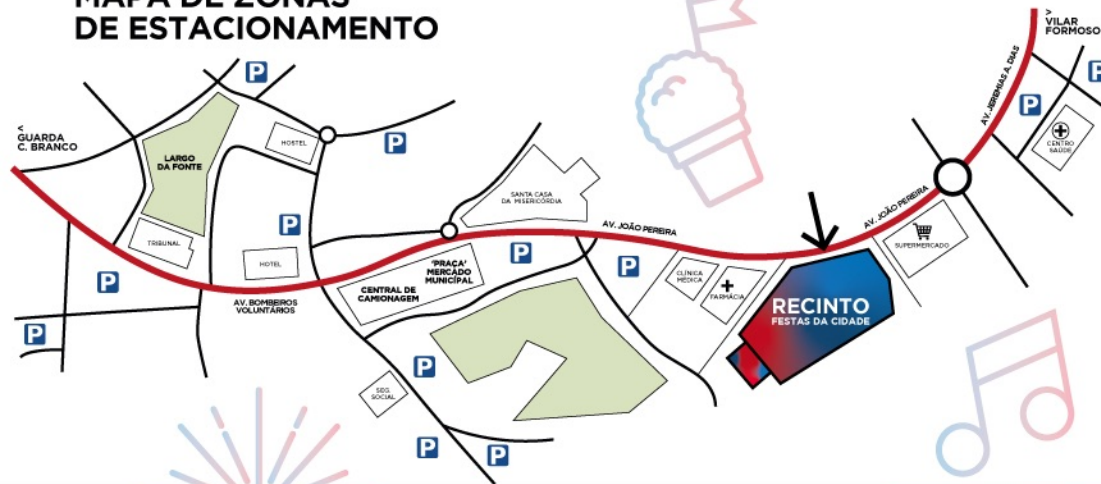 MAPA DE ZONAS
DE ESTACIONAMENTO
>
VILAR
FORMOSO
P
P
P
AV. JEREMIAS A. DIAS
+
CENTRO
SAÚDE
<
GUARDA
C. BRANCO
HOSTEL
P
LARGO
DA FONTE
SANTA CASA
DA MISERICÓRDIA
AV. JOÃO PEREIRA
AV. JOÃO PEREIRA
P
TRIBUNAL
HOTEL
'PRAÇA'
MERCADO
MUNICÍPAL
P
P
SUPERMERCADO
P
CENTRAL DE
CAMIONAGEM
CLÍNICA
MÉDICA
+
FARMÁCIA
AV. BOMBEIROS
VOLUNTÁRIOS
RECINTO
FESTAS DA CIDADE
P
P
SEG.
SOCIAL
P
P